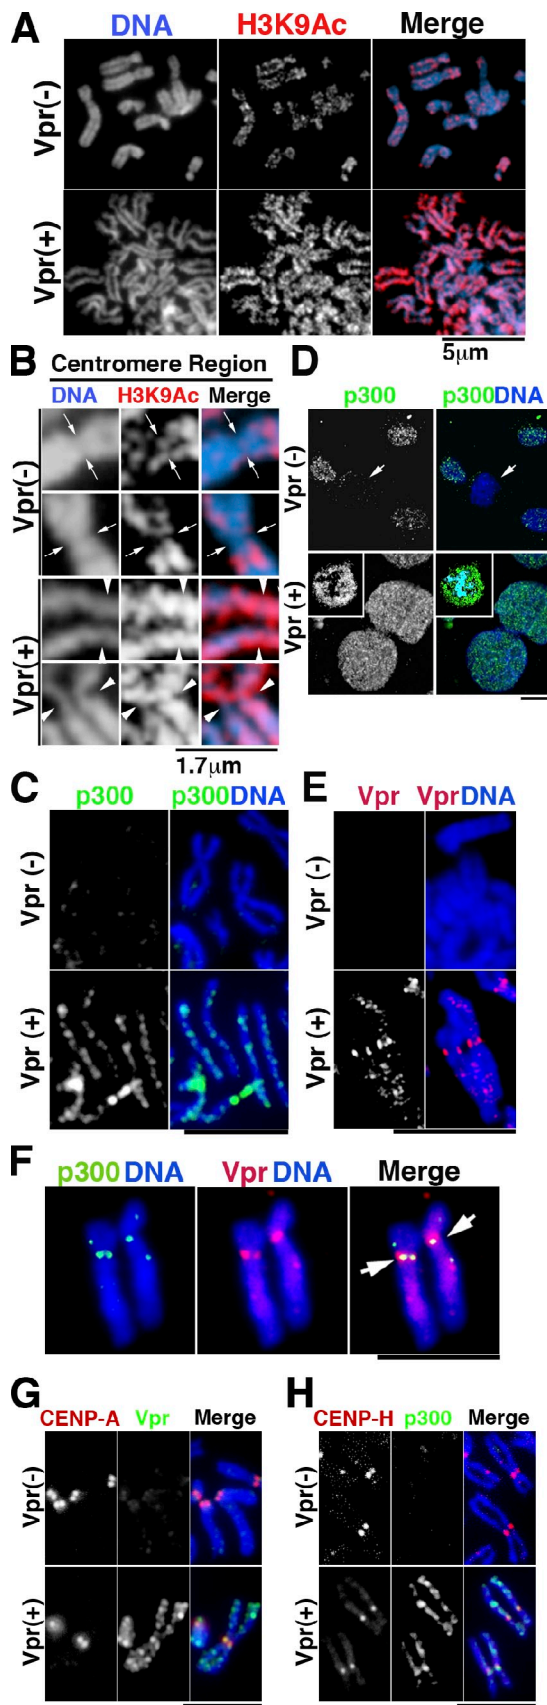 A
DNA H3K9Ac Merge
Vpr(-)
Vpr(+)
5μm
B
Centromere Region
DNA H3K9Ac Merge
Vpr(-)
Vpr(+)
1.7μm
D
p300 p300DNA
Vpr (-)
Vpr (+)
C
p300 p300DNA
Vpr (-)
Vpr (+)
E
Vpr VprDNA
Vpr (-)
Vpr (+)
F
p300DNA VprDNA Merge
G
CENP-A Vpr Merge
Vpr(-)
Vpr(+)
H
CENP-H p300 Merge
Vpr(-)
Vpr(+)